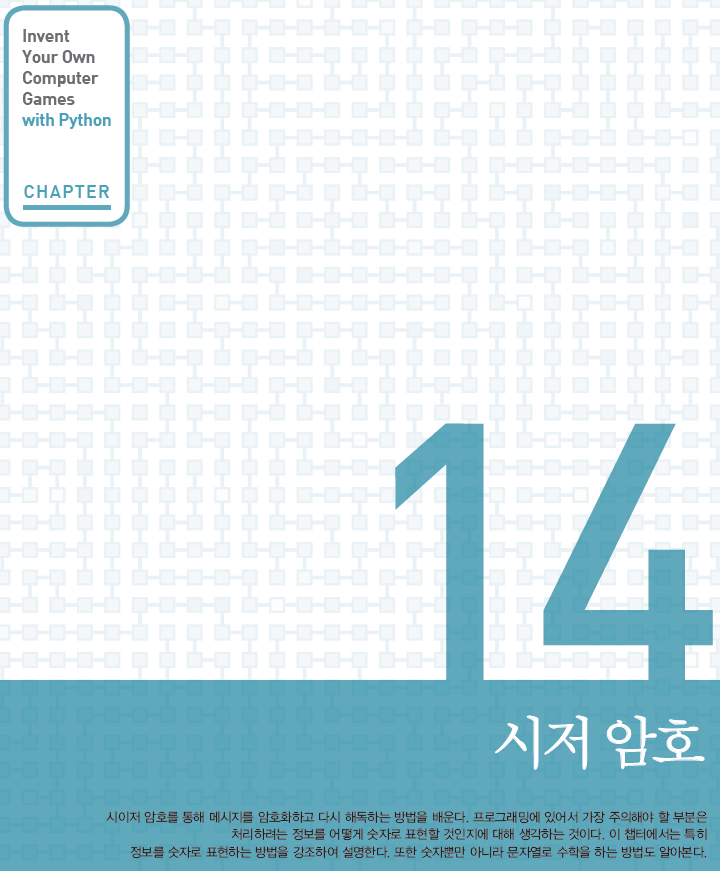 Invent
Your Own
Computer
Games
with Python
CHAPTER
14
시저 암호
시이저 암호를 통해 메시지를 암호화하고 다시 해독하는 방법을 배운다. 프로그래밍에 있어서 가장 주의해야 할 부분은
처리하려는 정보를 어떻게 숫자로 표현할 것인지에 대해 생각하는 것이다. 이 챕터에서는 특히
정보를 숫자로 표현하는 방법을 강조하여 설명한다. 또한 숫자뿐만 아니라 문자열로 수학을 하는 방법도 알아본다.